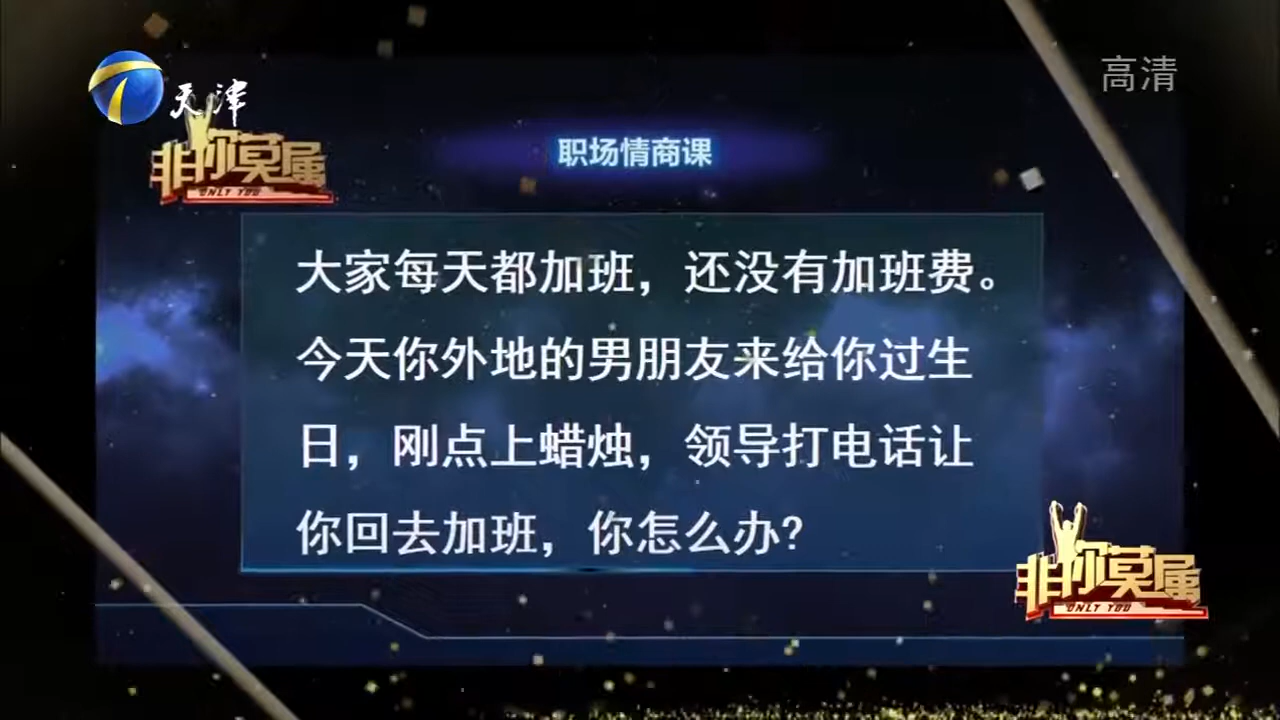 天津
高清
非你莫属
ONLY YOU
职场情商课
大家每天都加班，还没有加班费。
今天你外地的男朋友来给你过生
日，刚点上蜡烛，领导打电话让
你回去加班，你怎么办?
非你莫属
ONLY YOU